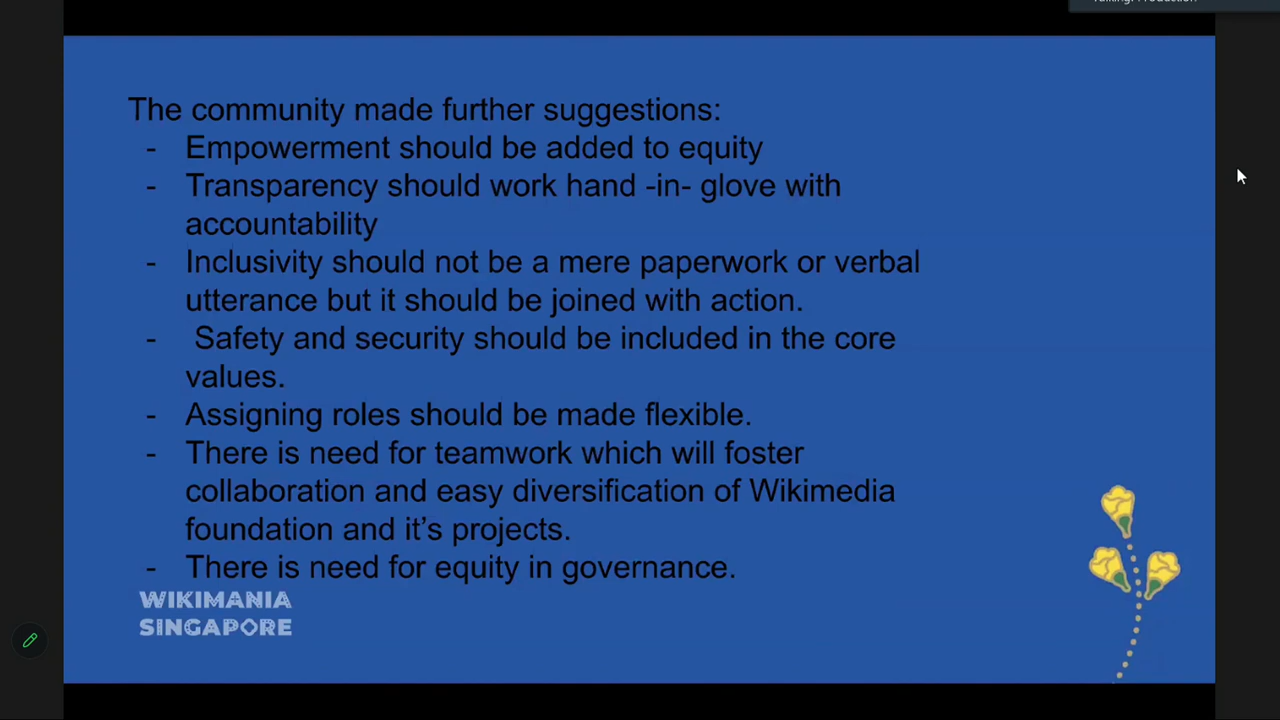 The community made further suggestions:
- Empowerment should be added to equity
- Transparency should work hand -in- glove with
accountability
- Inclusivity should not be a mere paperwork or verbal
utterance but it should be joined with action.
- Safety and security should be included in the core
values.
- Assigning roles should be made flexible.
- There is need for teamwork which will foster
collaboration and easy diversification of Wikimedia
foundation and it’s projects.
- There is need for equity in governance.
WIKIMANIA
SINGAPORE